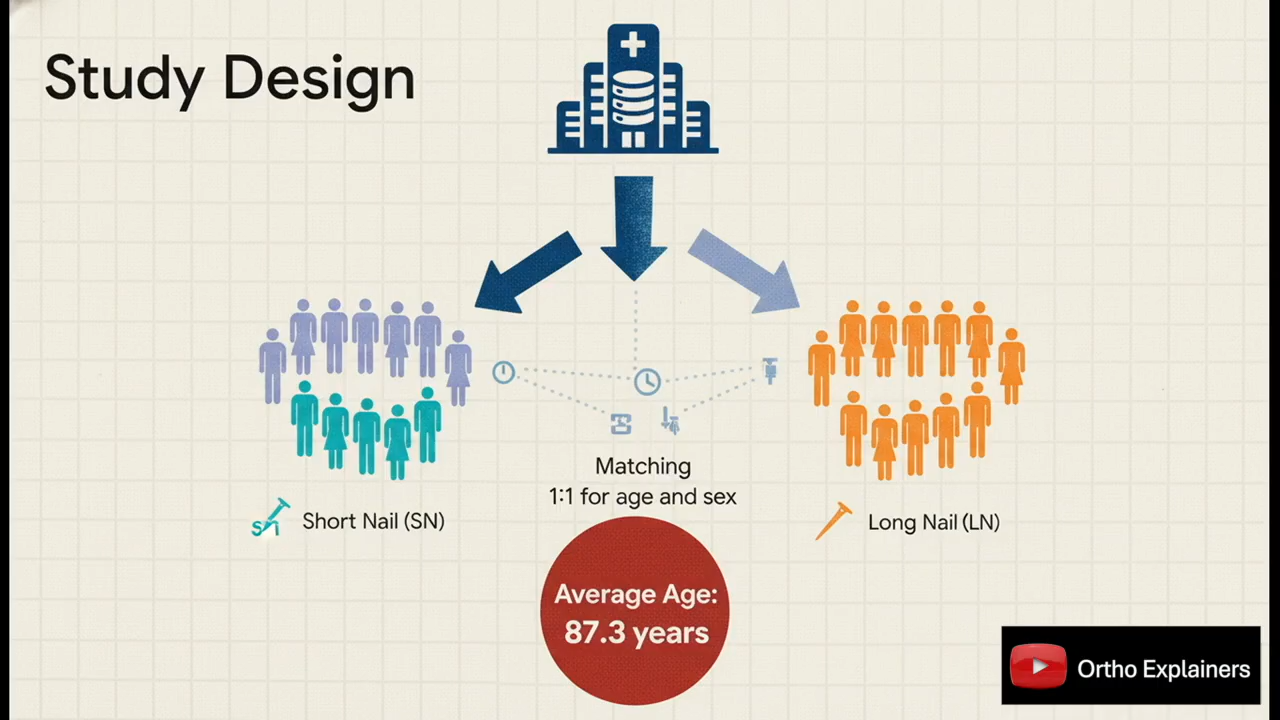 Study Design
Matching
1:1 for age and sex
Short Nail (SN)
Long Nail (LN)
Average Age:
87.3 years
Ortho Explainers